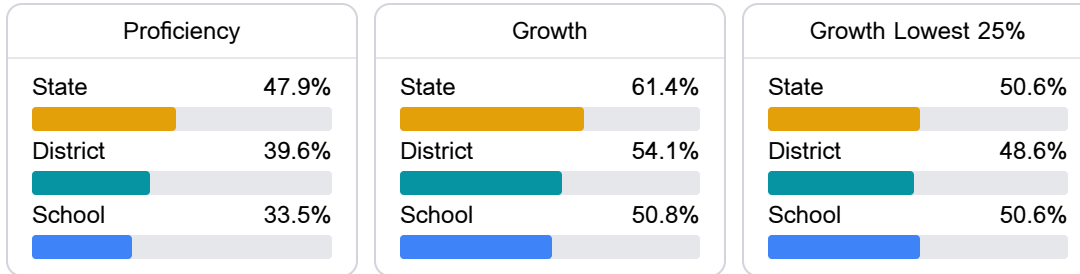 Proficiency
State 47.9%
District 39.6%
School 33.5%
Growth
State 61.4%
District 54.1%
School 50.8%
Growth Lowest 25%
State 50.6%
District 48.6%
School 50.6%